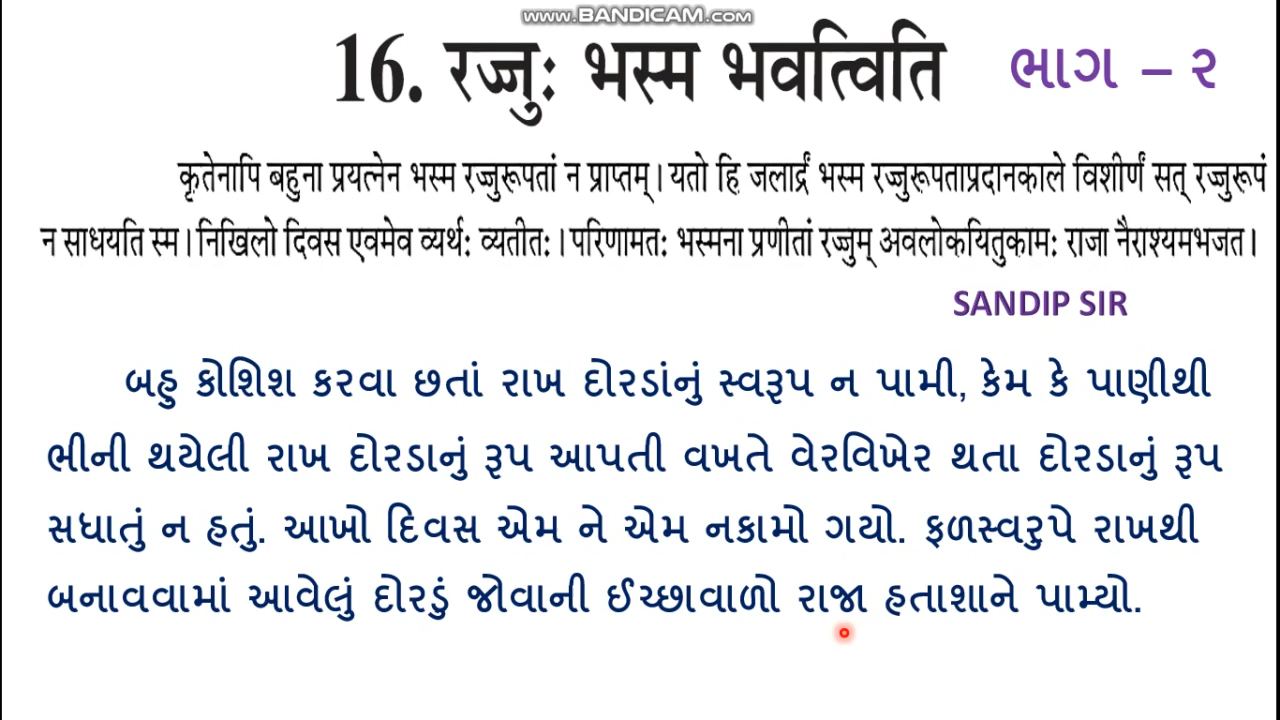 www.BANDICAM.com
16. रज्जुः भस्म भवत्विति ભાગ – ૨
कृतेनापि बहुना प्रयत्नेन भस्म रज्जुरूपतां न प्राप्तम्। यतो हि जलार्द्रं भस्म रज्जुरूपताप्रदानकाले विशीर्णं सत् रज्जुरूपं
न साधयति स्म। निखिलो दिवस एवमेव व्यर्थः व्यतीतः। परिणामतः भस्मना प्रणीतां रज्जुम् अवलोकयितुकामः राजा नैराश्यमभजत।
SANDIP SIR
બહુ કોશિશ કરવા છતાં રાખ દોરડાંનું સ્વરૂપ ન પામી, કેમ કે પાણીથી
ભીની થયેલી રાખ દોરડાનું રૂપ આપતી વખતે વેરવિખેર થતા દોરડાનું રૂપ
સધાતું ન હતું. આખો દિવસ એમ ને એમ નકામો ગયો. ફળસ્વરુપે રાખથી
બનાવવામાં આવેલું દોરડું જોવાની ઈચ્છાવાળો રાજા હતાશાને પામ્યો.